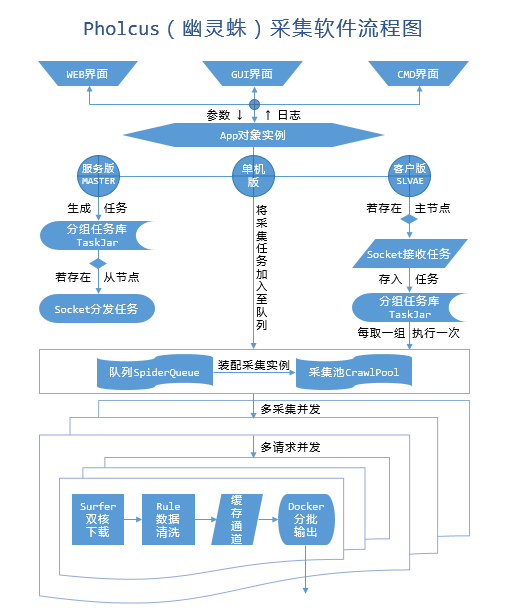 Pholcus（幽灵蛛）采集软件流程图
WEB界面
GUI界面
CMD界面
参数 ↓ ↑ 日志
App对象实例
服务版
MASTER
单机
版
客户版
SLVAE
生成 任务
分组任务库
TaskJar
若存在 从节点
Socket分发任务
将采集任务加入至队列
若存在 主节点
Socket接收任务
存入 任务
分组任务库
TaskJar
每取一组 执行一次
队列SpiderQueue
装配采集实例
采集池CrawlPool
多采集并发
多请求并发
Surfer
双核
下载
Rule
数据
清洗
缓存通道
Docker
分批
输出